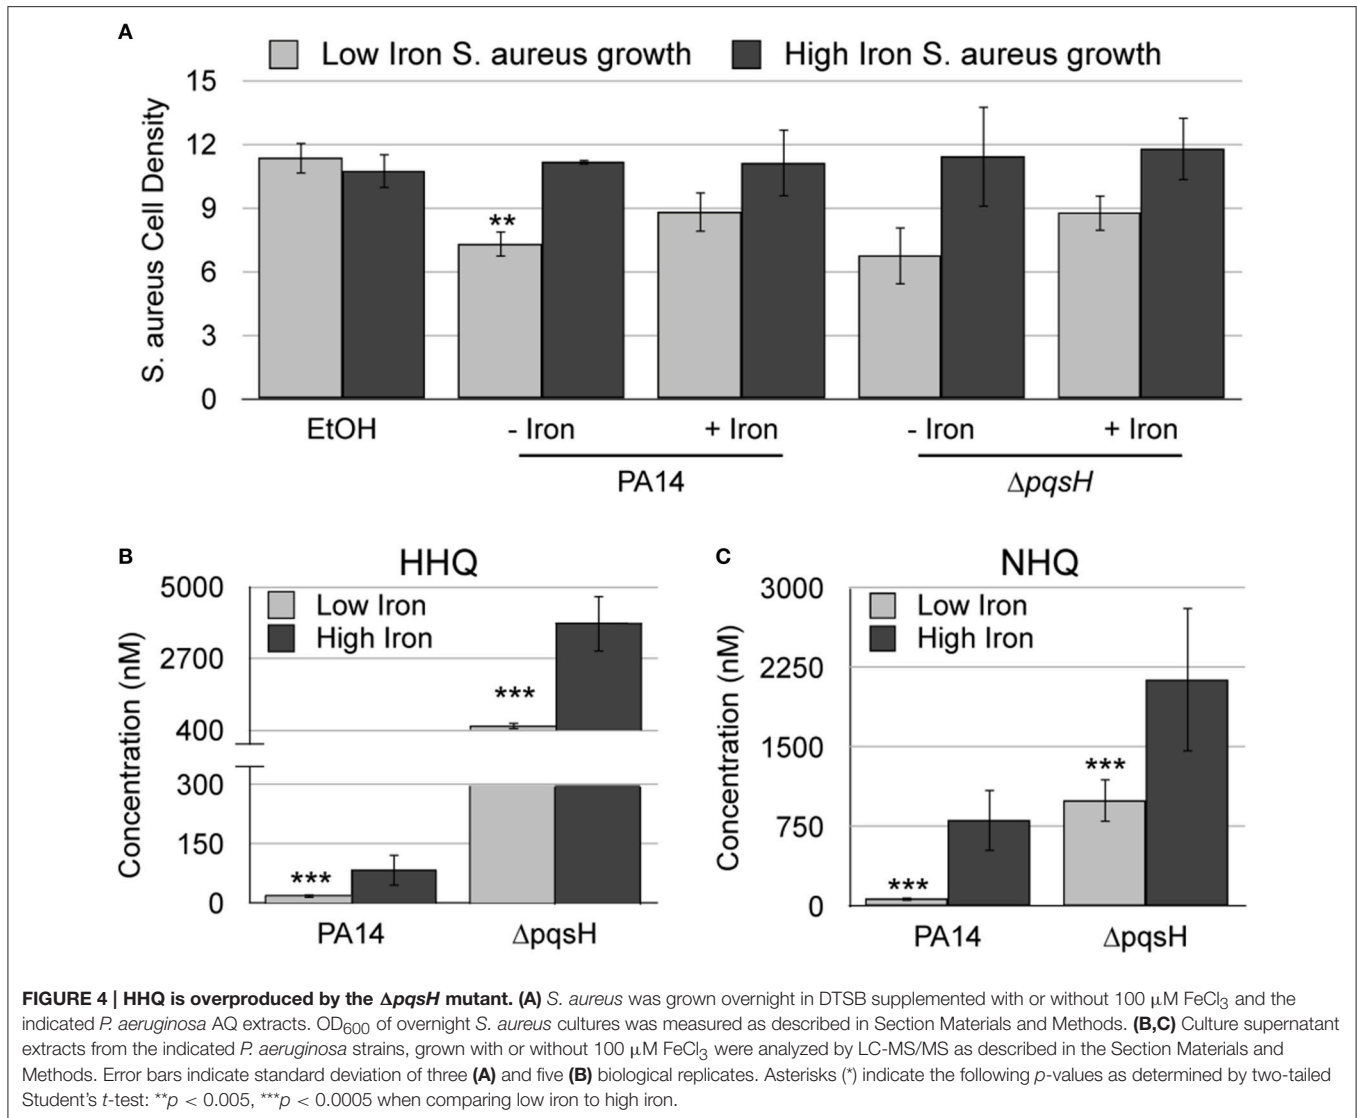 A
Low Iron S. aureus growth
High Iron S. aureus growth
S. aureus Cell Density
15
12
9
6
3
0
**
EtOH
- Iron
+ Iron
- Iron
+ Iron
PA14
ΔpqsH
B
HHQ
Concentration (nM)
5000
2700
400
300
150
0
Low Iron
High Iron
***
***
PA14
ΔpqsH
C
NHQ
Concentration (nM)
3000
2250
1500
750
0
Low Iron
High Iron
***
***
PA14
ΔpqsH
FIGURE 4 | HHQ is overproduced by the ΔpqsH mutant. (A) S. aureus was grown overnight in DTSB supplemented with or without 100 μM FeCl₃ and the
indicated P. aeruginosa AQ extracts. OD₆₀₀ of overnight S. aureus cultures was measured as described in Section Materials and Methods. (B,C) Culture supernatant
extracts from the indicated P. aeruginosa strains, grown with or without 100 μM FeCl₃ were analyzed by LC-MS/MS as described in the Section Materials and
Methods. Error bars indicate standard deviation of three (A) and five (B) biological replicates. Asterisks (*) indicate the following p-values as determined by two-tailed
Student's t-test: **p < 0.005, ***p < 0.0005 when comparing low iron to high iron.